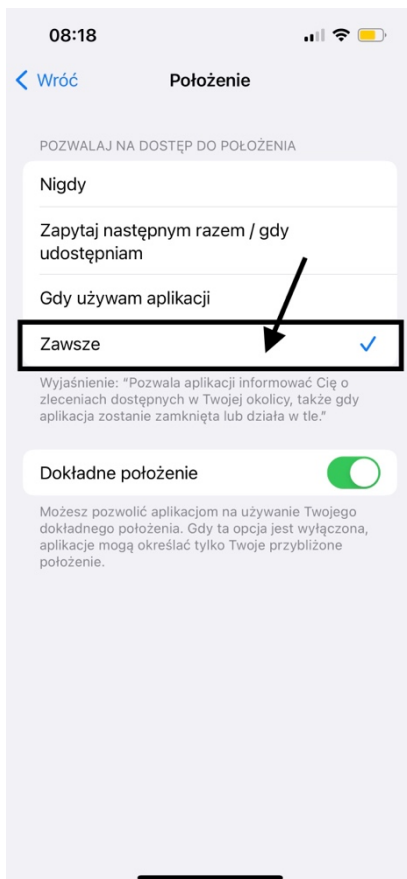 08:18
Wróć
Położenie
POZWALAJ NA DOSTĘP DO POŁOŻENIA
Nigdy
Zapytaj następnym razem / gdy
udostępniam
Gdy używam aplikacji
Zawsze
Wyjaśnienie: "Pozwala aplikacji informować Cię o
zleceniach dostępnych w Twojej okolicy, także gdy
aplikacja zostanie zamknięta lub działa w tle."
Dokładne położenie
Możesz pozwolić aplikacjom na używanie Twojego
dokładnego położenia. Gdy ta opcja jest wyłączona,
aplikacje mogą określać tylko Twoje przybliżone
położenie.